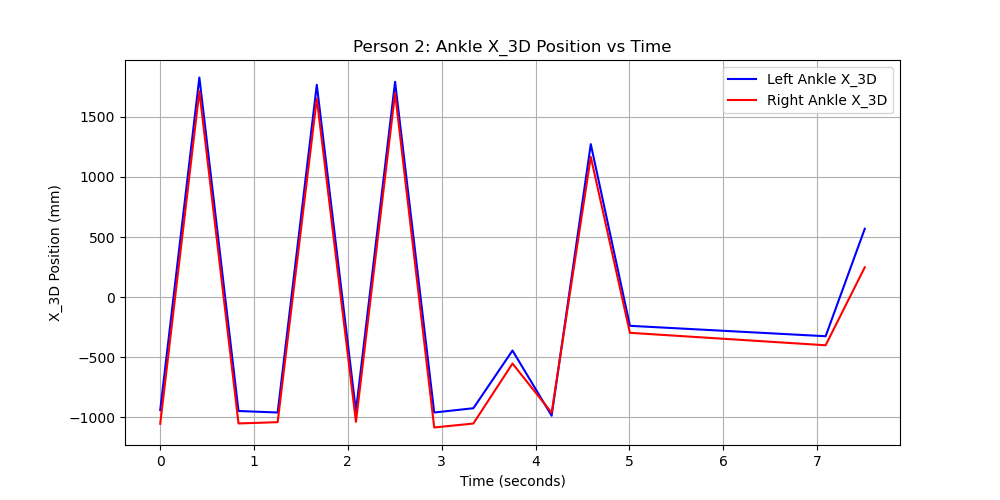 Person 2: Ankle X_3D Position vs Time
Left Ankle X_3D
Right Ankle X_3D
X_3D Position (mm)
1500
1000
500
0
−500
−1000
0 1 2 3 4 5 6 7
Time (seconds)